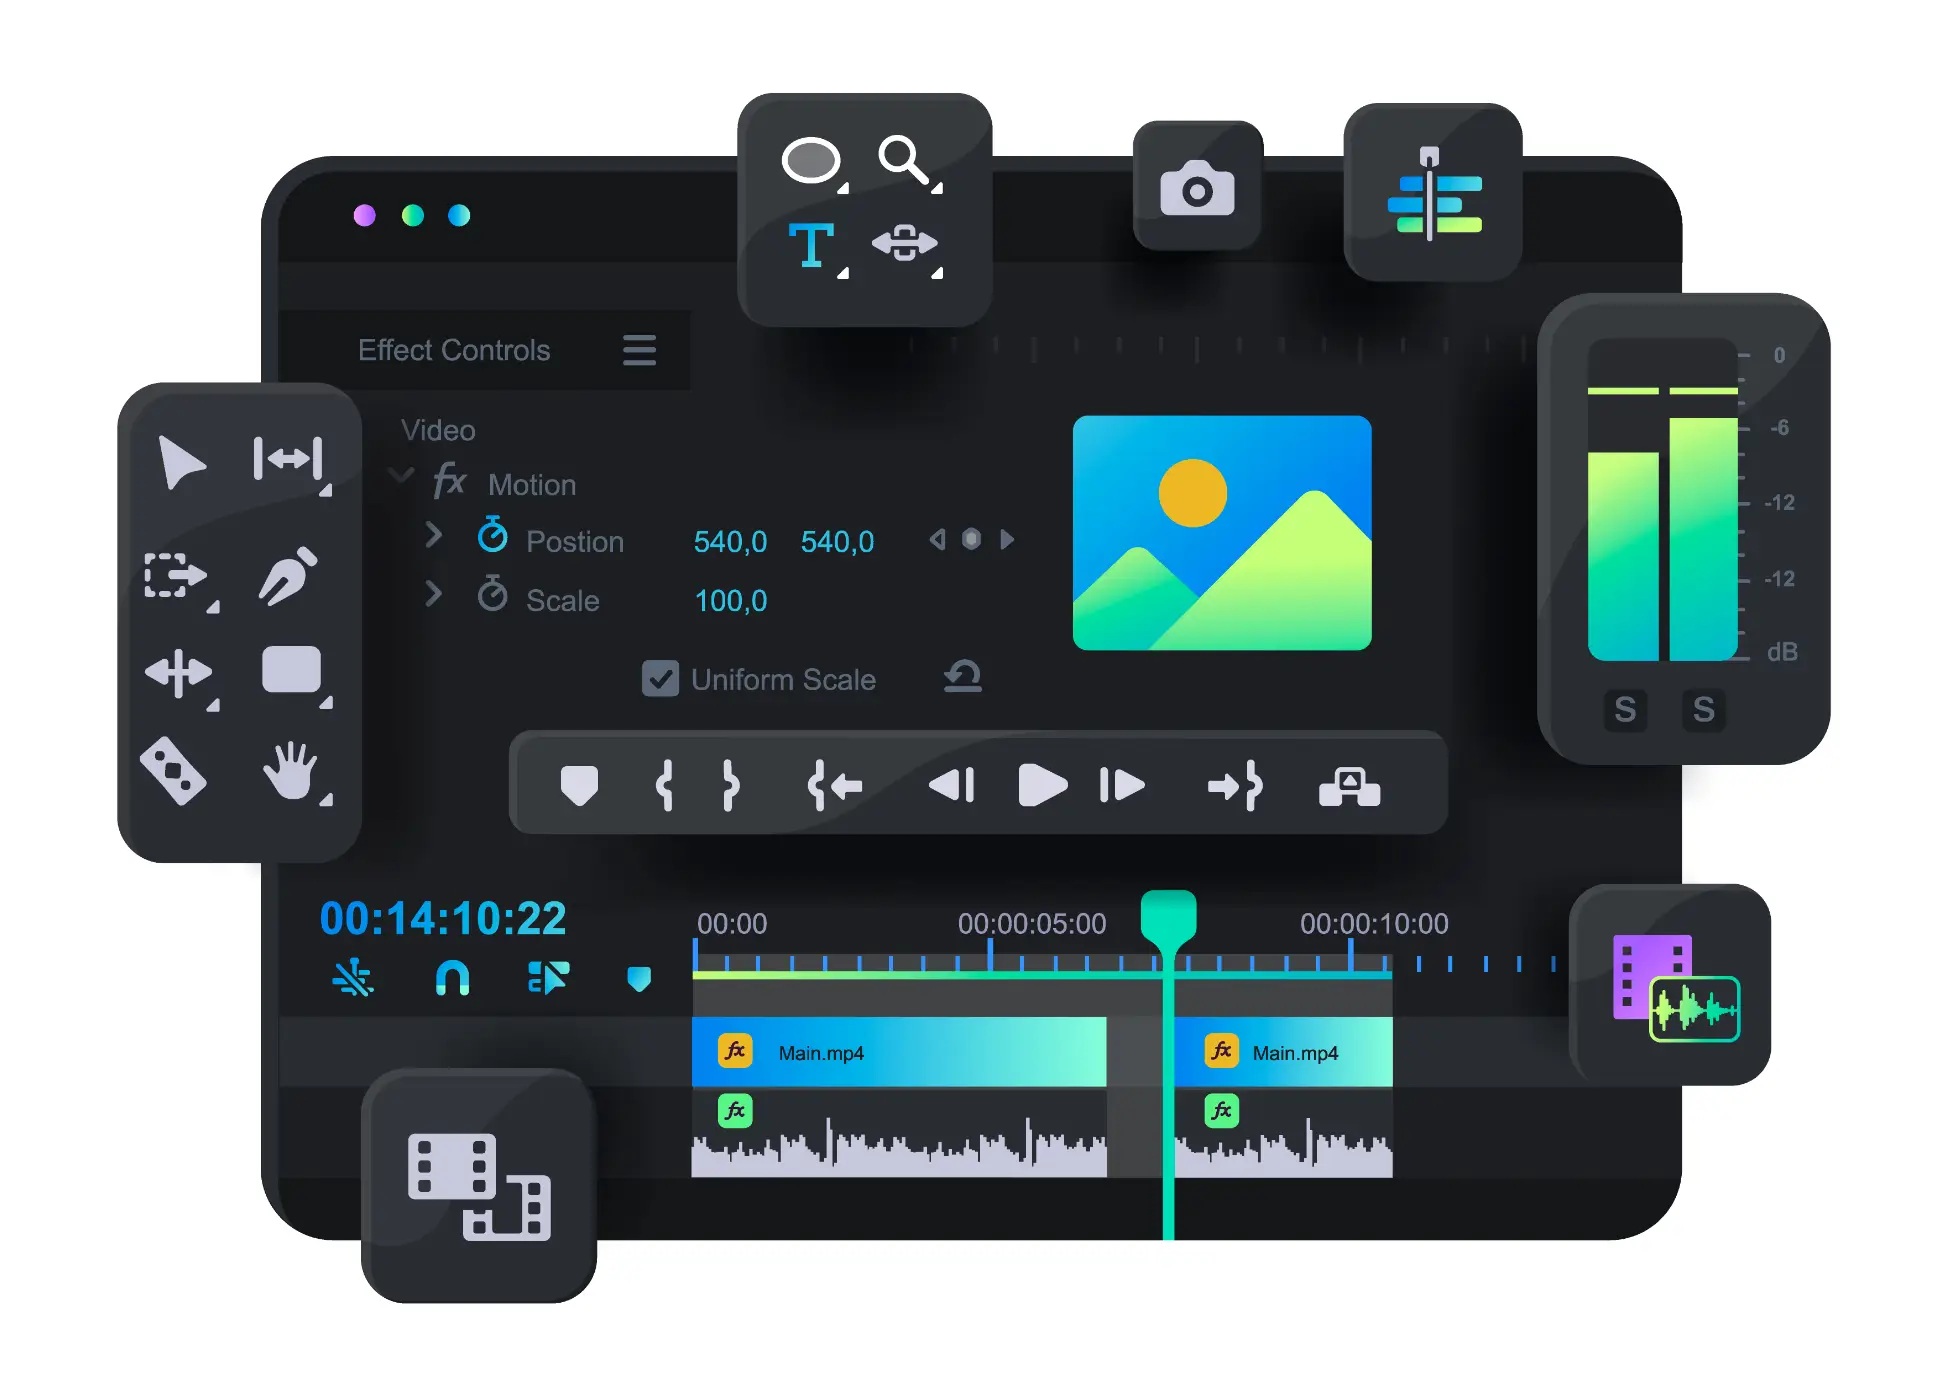 T
Effect Controls
Video
fx Motion
Postion 540,0 540,0
Scale 100,0
Uniform Scale
0
-6
-12
-12
dB
S S
00:14:10:22
00:00 00:00:05:00 00:00:10:00
fx Main.mp4 fx Main.mp4
fx fx